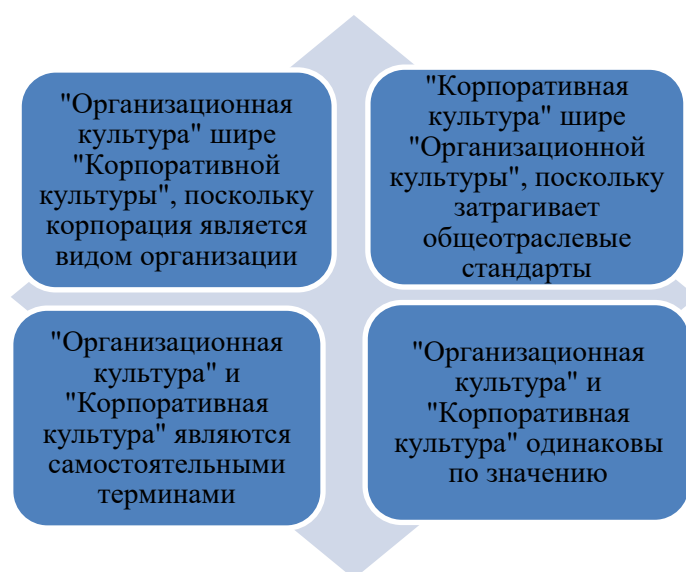 "Организационная
культура" шире
"Корпоративной
культуры", поскольку
корпорация является
видом организации
"Корпоративная
культура" шире
"Организационной
культуры", поскольку
затрагивает
общеотраслевые
стандарты
"Организационная
культура" и
"Корпоративная
культура" являются
самостоятельными
терминами
"Организационная
культура" и
"Корпоративная
культура" одинаковы
по значению